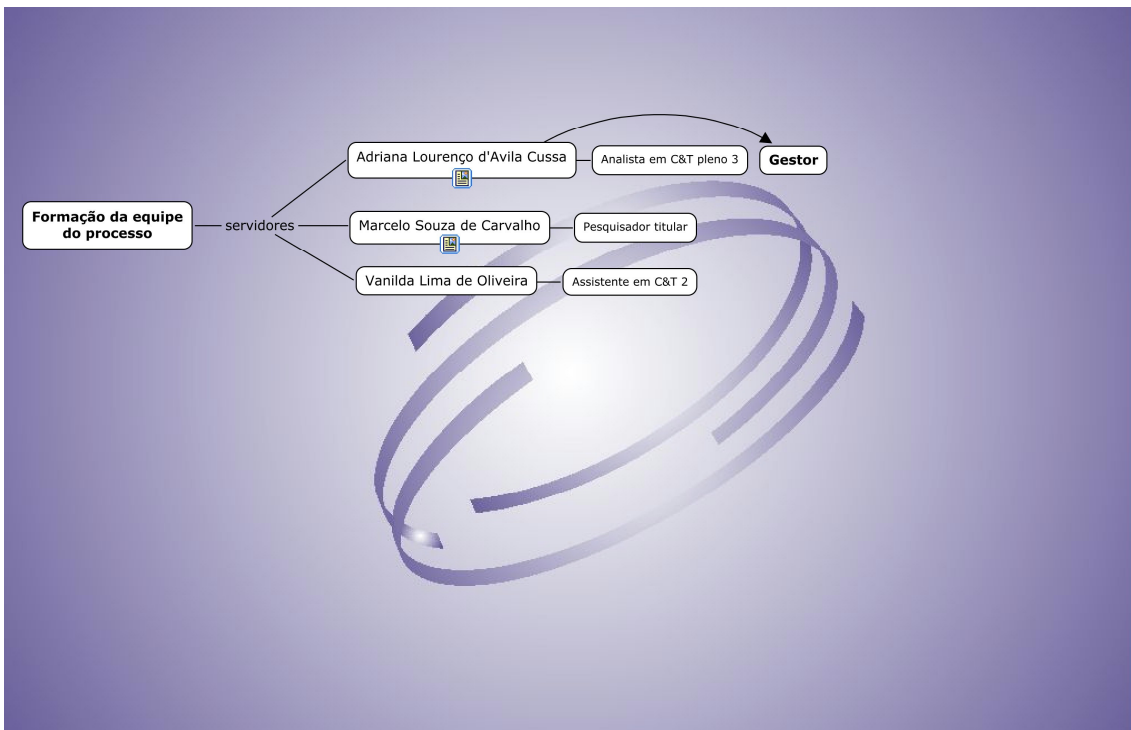 Formação da equipe
do processo
servidores
Adriana Lourenço d'Avila Cussa
Analista em C&T pleno 3
Gestor
Marcelo Souza de Carvalho
Pesquisador titular
Vanilda Lima de Oliveira
Assistente em C&T 2